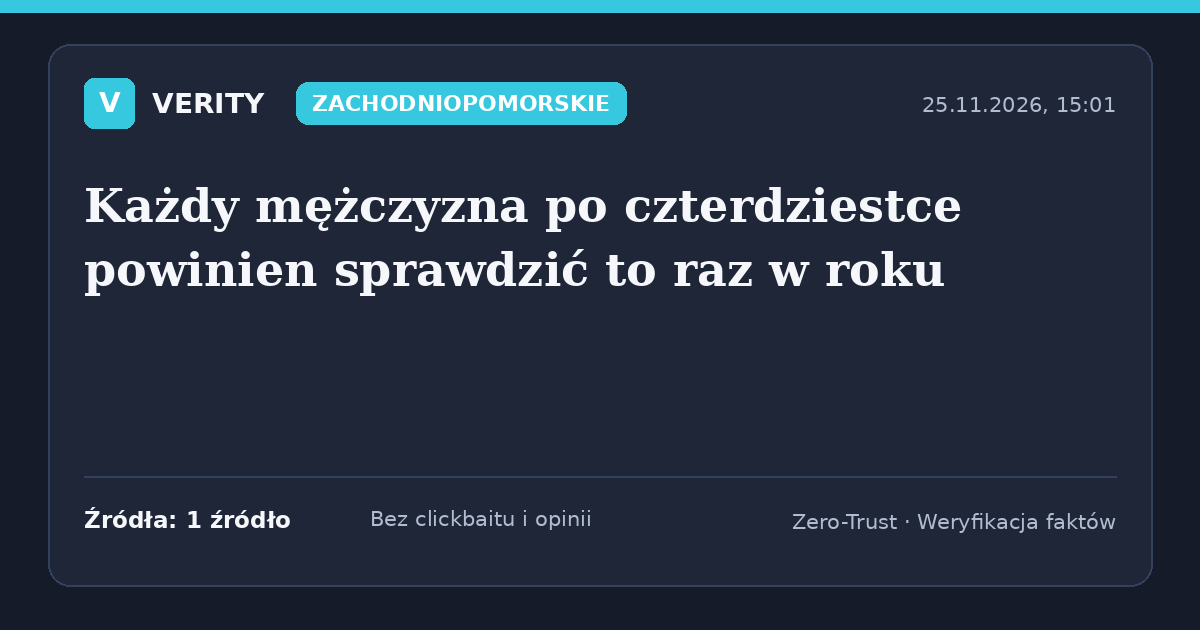 V VERITY ZACHODNIOPOMORSKIE 25.11.2026, 15:01
Każdy mężczyzna po czterdziestce
powinien sprawdzić to raz w roku
Źródła: 1 źródło Bez clickbaitu i opinii Zero-Trust · Weryfikacja faktów